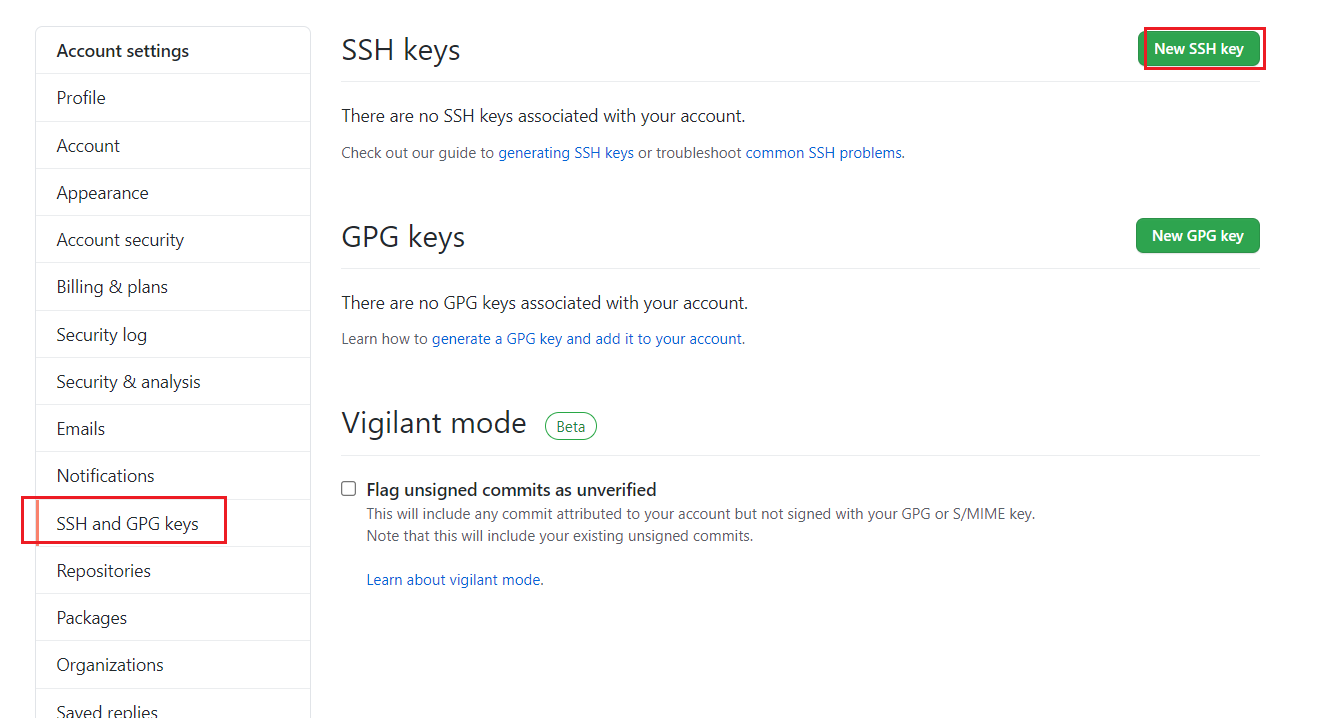 Account settings
Profile
Account
Appearance
Account security
Billing & plans
Security log
Security & analysis
Emails
Notifications
SSH and GPG keys
Repositories
Packages
Organizations
Saved replies
SSH keys
New SSH key
There are no SSH keys associated with your account.
Check out our guide to generating SSH keys or troubleshoot common SSH problems.
GPG keys
New GPG key
There are no GPG keys associated with your account.
Learn how to generate a GPG key and add it to your account.
Vigilant mode Beta
Flag unsigned commits as unverified
This will include any commit attributed to your account but not signed with your GPG or S/MIME key.
Note that this will include your existing unsigned commits.
Learn about vigilant mode.